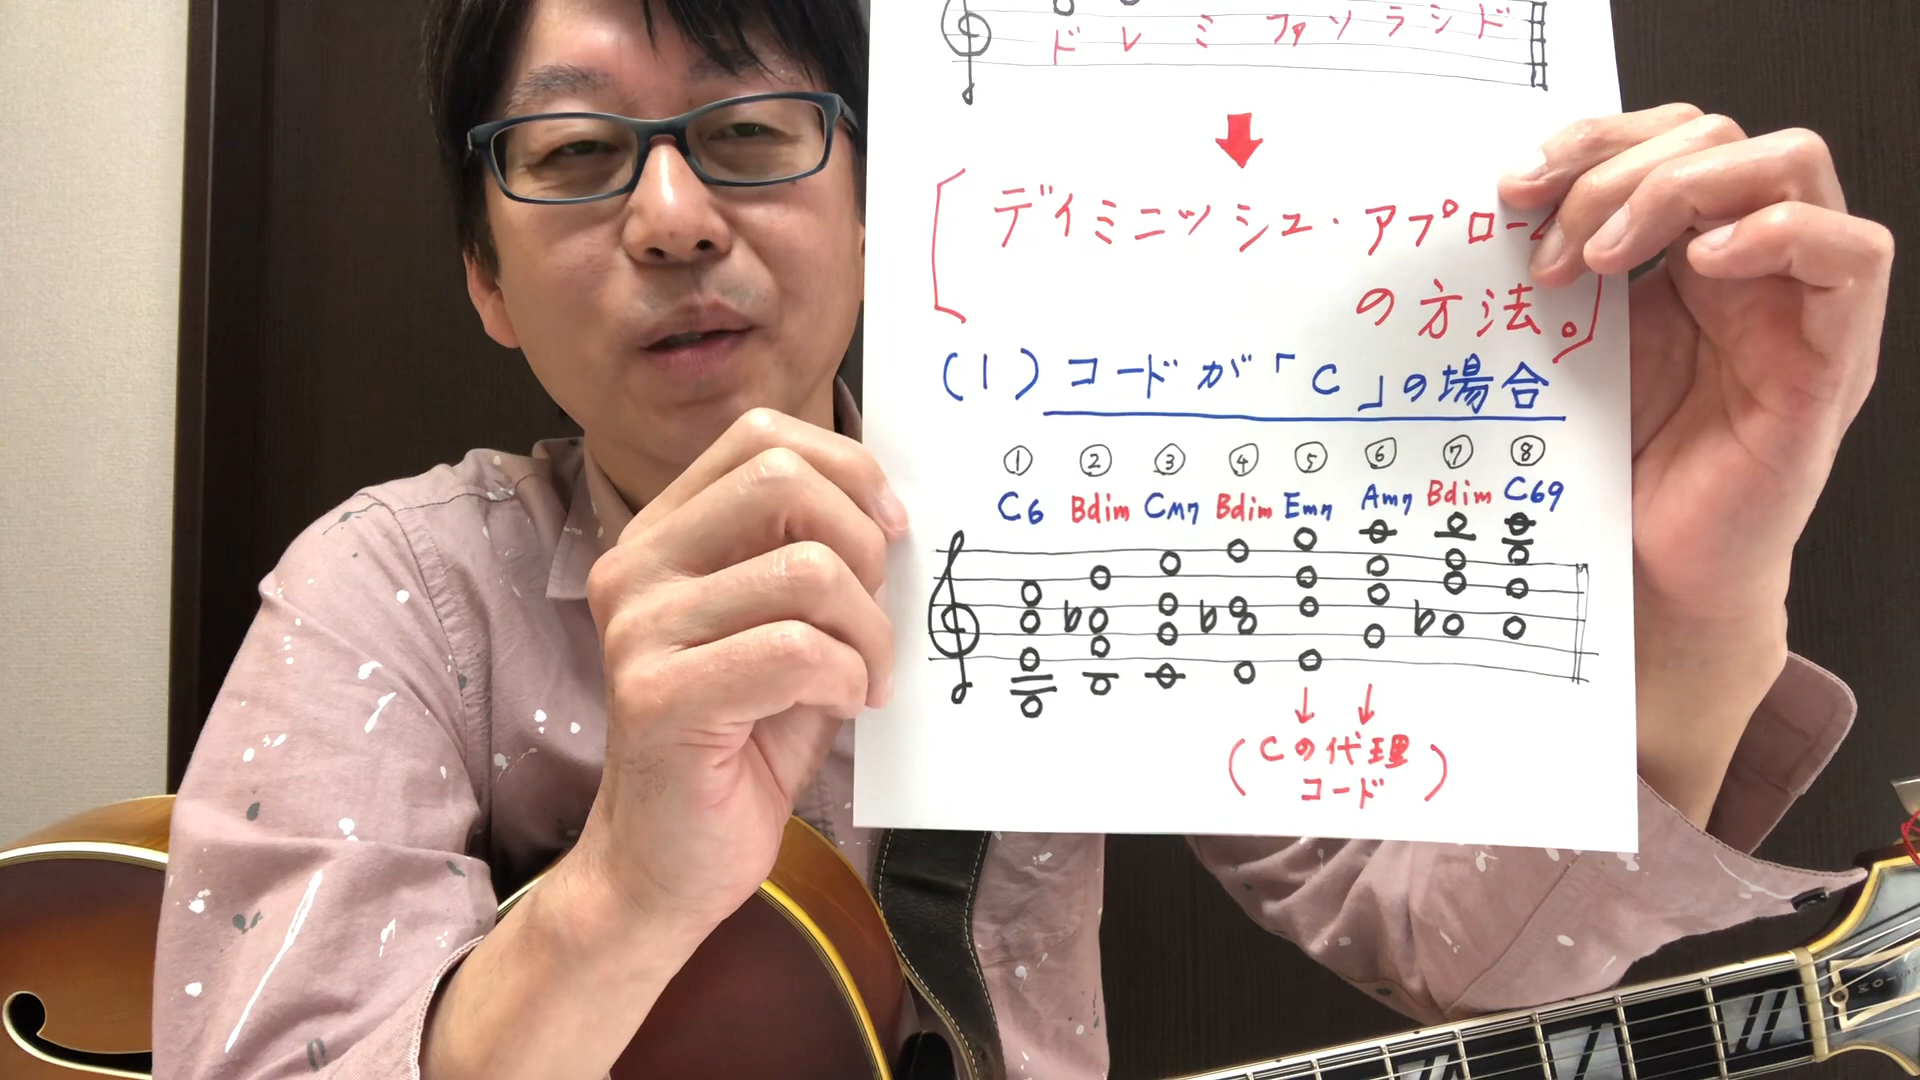 ド レ ミ ファ ソ ラ シ ド
ディミニッシュ・アプロー
の方法。
(1) コードが「C」の場合
① ② ③ ④ ⑤ ⑥ ⑦ ⑧
C6 Bdim CM7 Bdim Em7 Am7 Bdim C69
(Cの代理
コード)